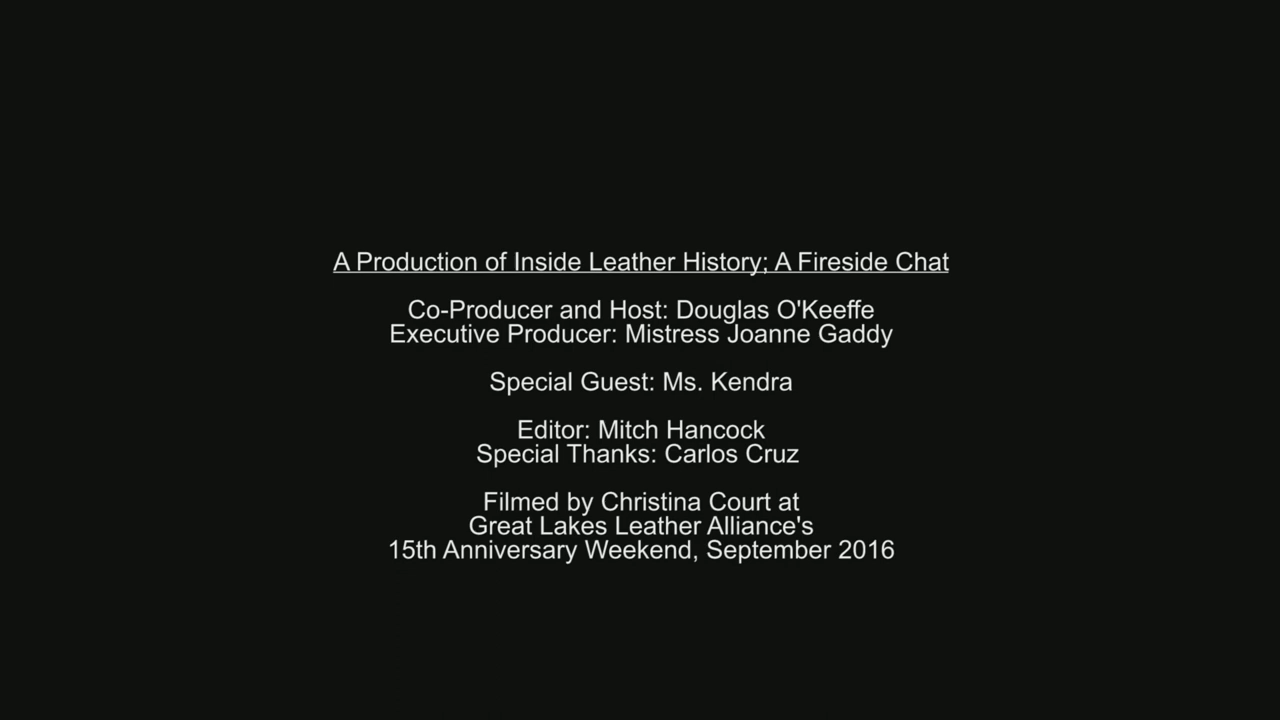 A Production of Inside Leather History; A Fireside Chat
Co-Producer and Host: Douglas O'Keeffe
Executive Producer: Mistress Joanne Gaddy
Special Guest: Ms. Kendra
Editor: Mitch Hancock
Special Thanks: Carlos Cruz
Filmed by Christina Court at
Great Lakes Leather Alliance's
15th Anniversary Weekend, September 2016